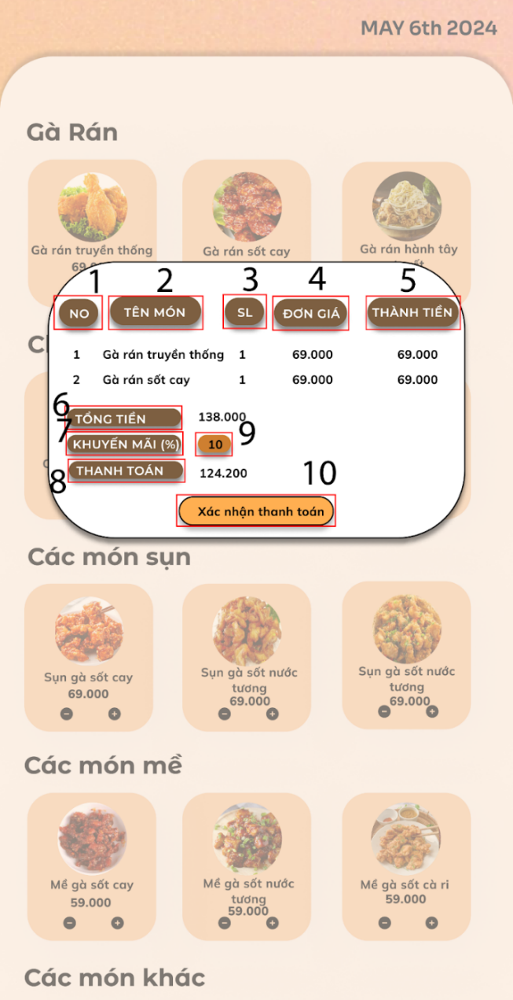 MAY 6th 2024
Gà Rán
Gà rán truyền thống
Gà rán sốt cay
Gà rán hành tây
1 2 3 4 5
NO TÊN MÓN SL ĐƠN GIÁ THÀNH TIỀN
1 Gà rán truyền thống 1 69.000 69.000
2 Gà rán sốt cay 1 69.000 69.000
6 TỔNG TIỀN 138.000
7 KHUYẾN MÃI (%) 10 9
8 THANH TOÁN 124.200
10
Xác nhận thanh toán
Các món sụn
Sụn gà sốt cay
69.000
Sụn gà sốt nước
tương
69.000
Sụn gà sốt nước
tương
69.000
Các món mề
Mề gà sốt cay
59.000
Mề gà sốt nước
tương
59.000
Mề gà sốt cà ri
59.000
Các món khác